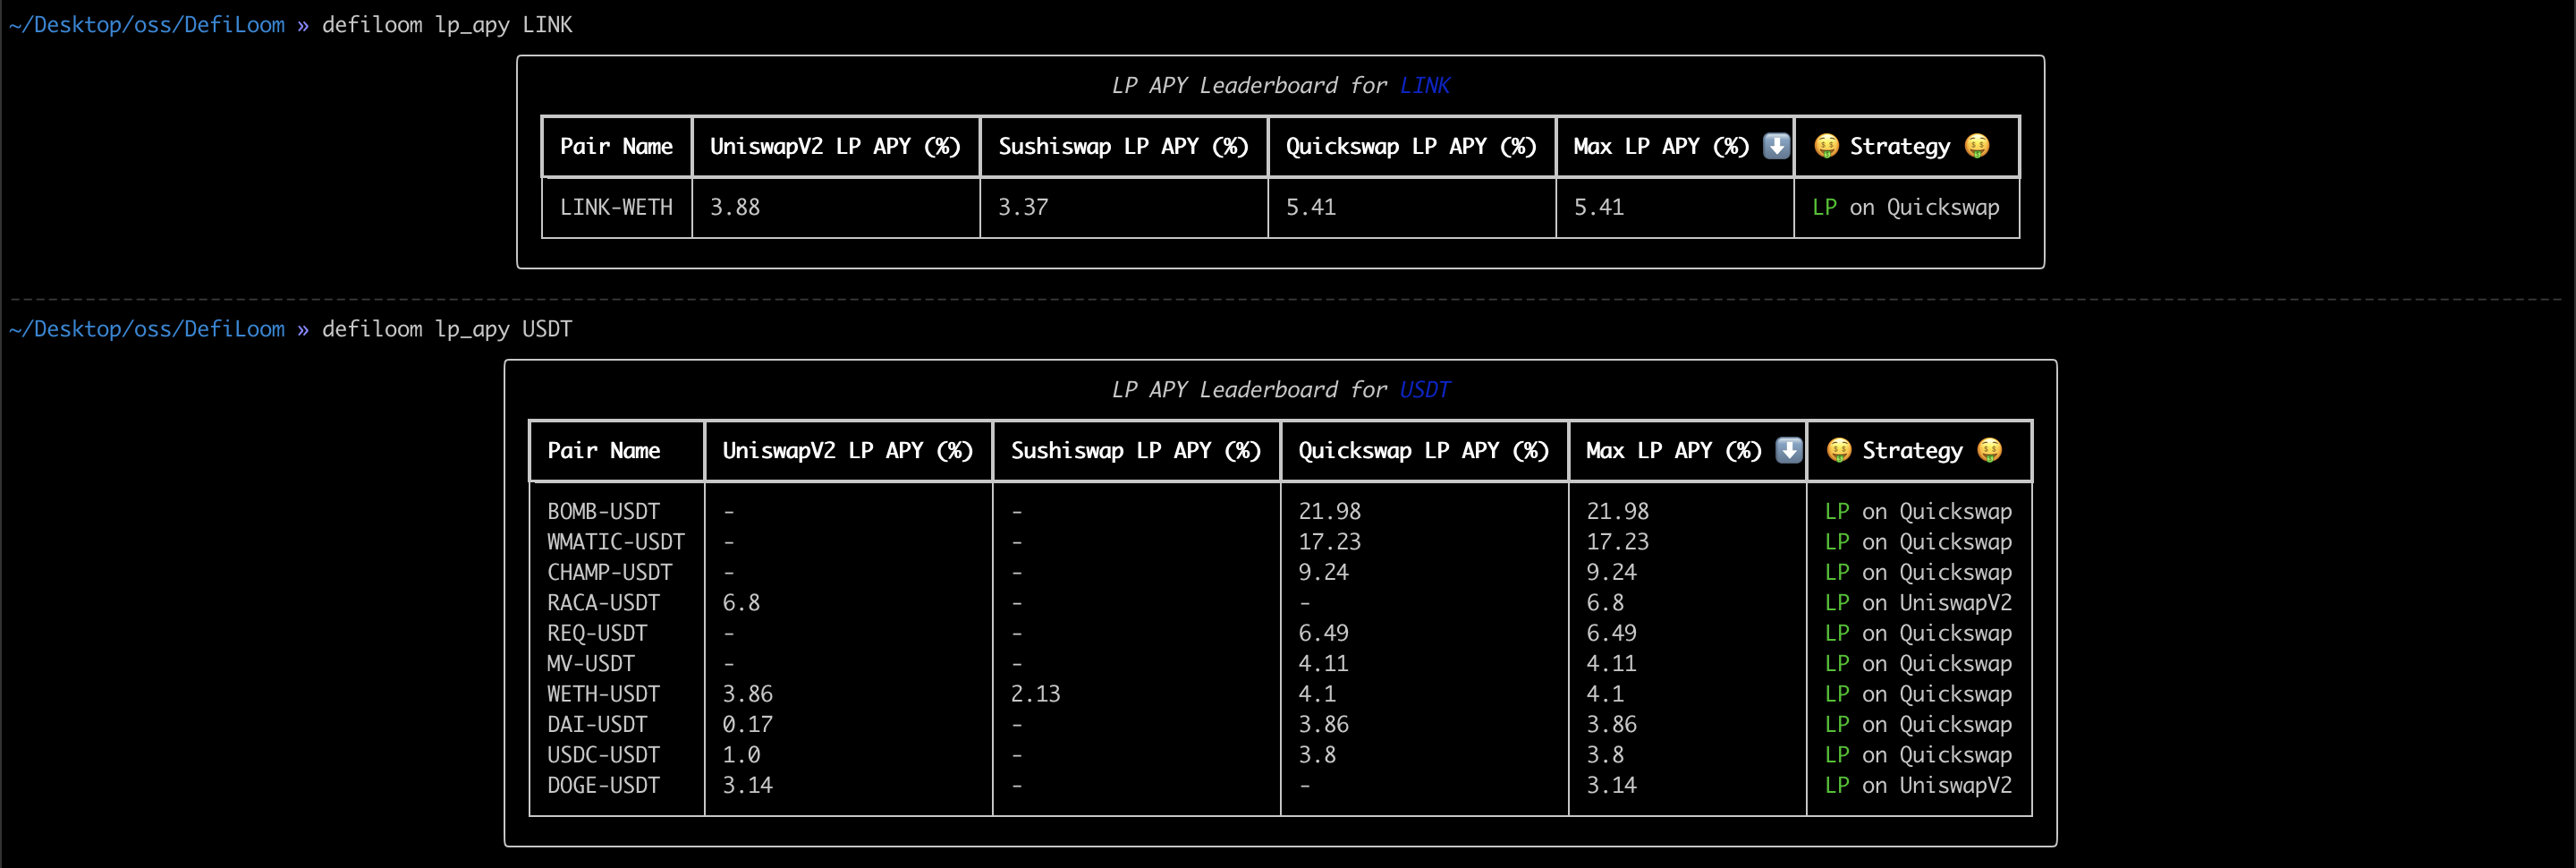 ~/Desktop/oss/DefiLoom » defiloom lp_apy LINK
LP APY Leaderboard for LINK
Pair Name UniswapV2 LP APY (%) Sushiswap LP APY (%) Quickswap LP APY (%) Max LP APY (%) ⬇️ 🤑 Strategy 🤑
LINK-WETH 3.88 3.37 5.41 5.41 LP on Quickswap
~/Desktop/oss/DefiLoom » defiloom lp_apy USDT
LP APY Leaderboard for USDT
Pair Name UniswapV2 LP APY (%) Sushiswap LP APY (%) Quickswap LP APY (%) Max LP APY (%) ⬇️ 🤑 Strategy 🤑
BOMB-USDT - - 21.98 21.98 LP on Quickswap
WMATIC-USDT - - 17.23 17.23 LP on Quickswap
CHAMP-USDT - - 9.24 9.24 LP on Quickswap
RACA-USDT 6.8 - - 6.8 LP on UniswapV2
REQ-USDT - - 6.49 6.49 LP on Quickswap
MV-USDT - - 4.11 4.11 LP on Quickswap
WETH-USDT 3.86 2.13 4.1 4.1 LP on Quickswap
DAI-USDT 0.17 - 3.86 3.86 LP on Quickswap
USDC-USDT 1.0 - 3.8 3.8 LP on Quickswap
DOGE-USDT 3.14 - - 3.14 LP on UniswapV2